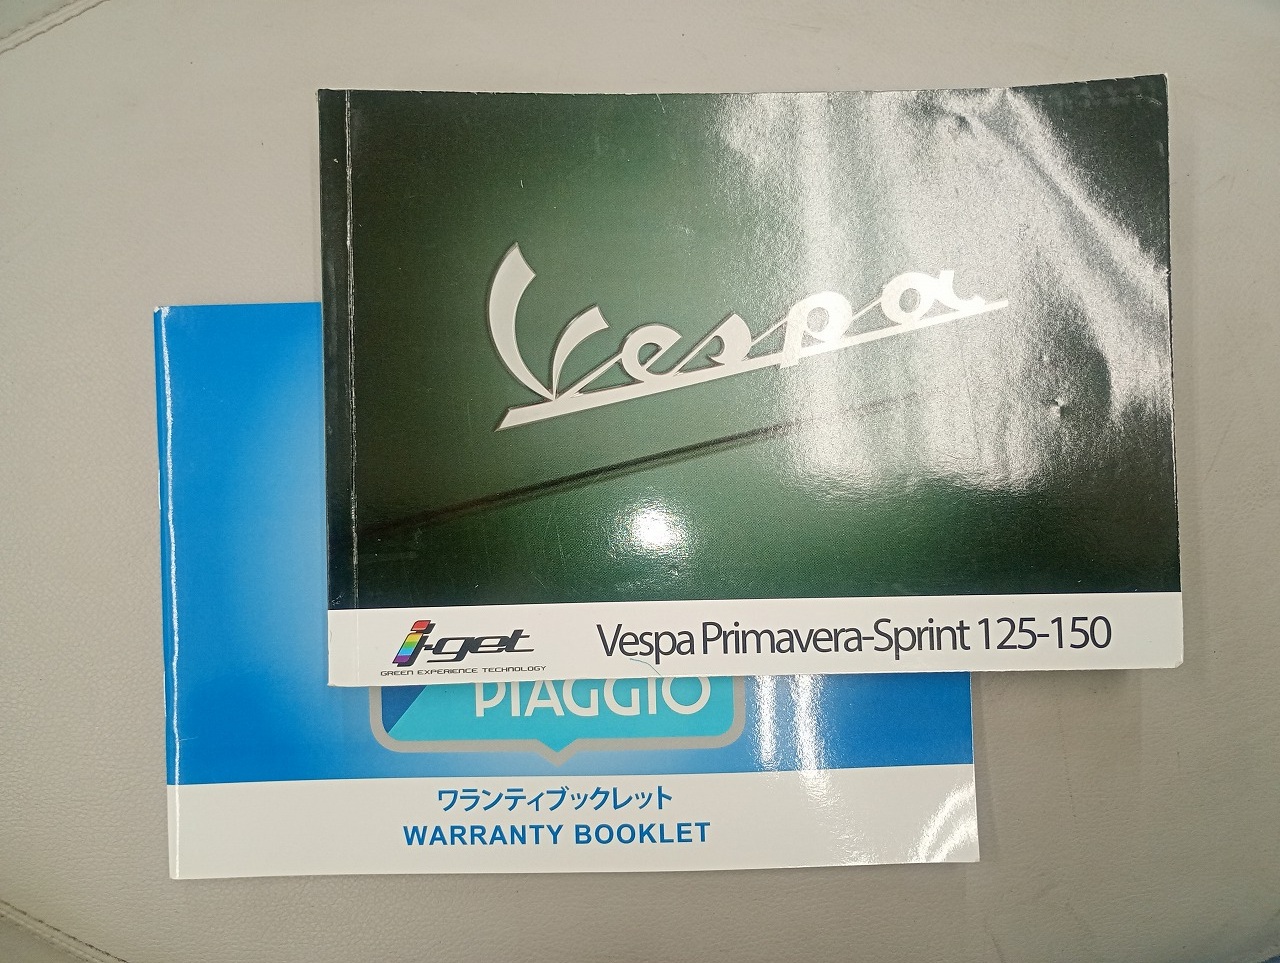 Vespa
i-get
GREEN EXPERIENCE TECHNOLOGY
Vespa Primavera-Sprint 125-150
PIAGGIO
ワランティブックレット
WARRANTY BOOKLET